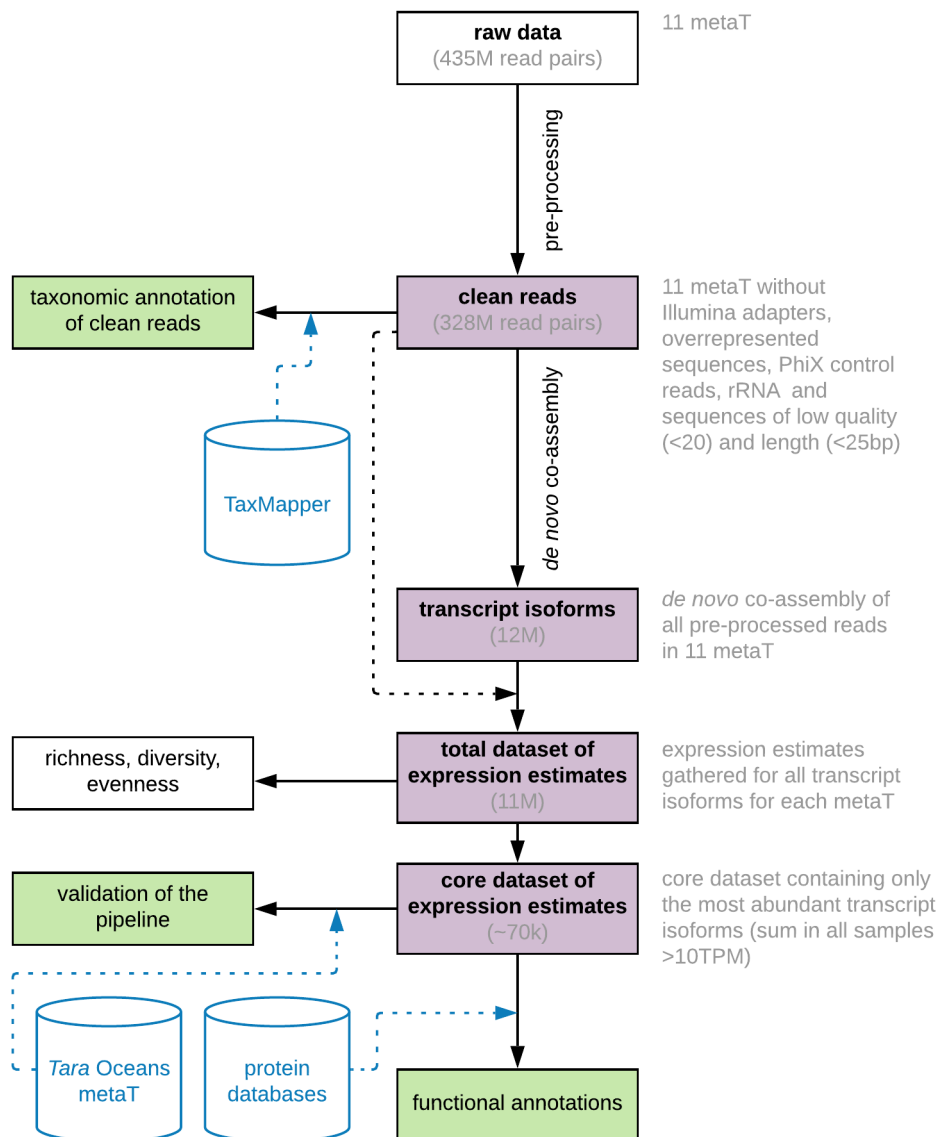 raw data
(435M read pairs)
11 metaT
pre-processing
taxonomic annotation
of clean reads
clean reads
(328M read pairs)
11 metaT without
Illumina adapters,
overrepresented
sequences, PhiX control
reads, rRNA and
sequences of low quality
(<20) and length (<25bp)
TaxMapper
de novo co-assembly
transcript isoforms
(12M)
de novo co-assembly of
all pre-processed reads
in 11 metaT
richness, diversity,
evenness
total dataset of
expression estimates
(11M)
expression estimates
gathered for all transcript
isoforms for each metaT
validation of the
pipeline
core dataset of
expression estimates
(~70k)
core dataset containing only
the most abundant transcript
isoforms (sum in all samples
>10TPM)
Tara Oceans
metaT
protein
databases
functional annotations